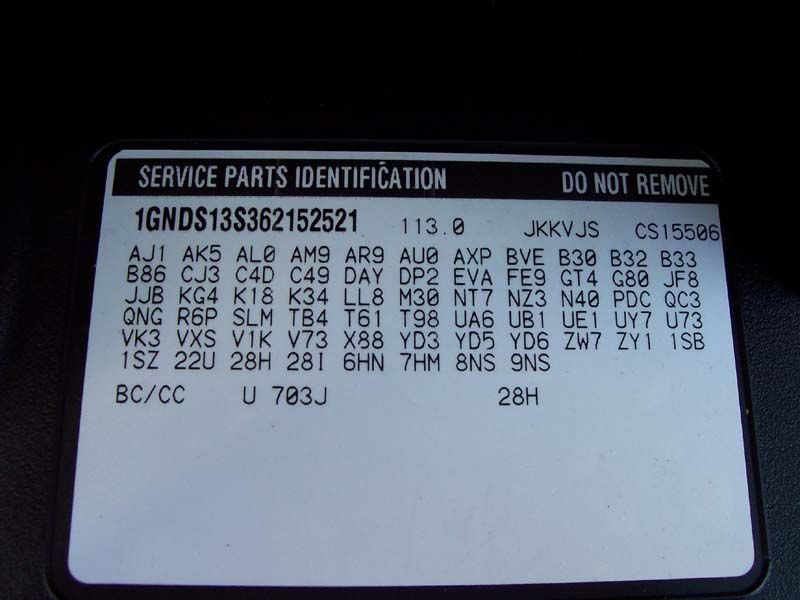 SERVICE PARTS IDENTIFICATION DO NOT REMOVE
1GNDS13S362152521 113.0 JKKVJS CS15506
AJ1 AK5 AL0 AM9 AR9 AU0 AXP BVE B30 B32 B33
B86 CJ3 C4D C49 DAY DP2 EVA FE9 GT4 G80 JF8
JJB KG4 K18 K34 LL8 M30 NT7 NZ3 N40 PDC QC3
QNG R6P SLM TB4 T61 T98 UA6 UB1 UE1 UY7 U73
VK3 VXS V1K V73 X88 YD3 YD5 YD6 ZW7 ZY1 1SB
1SZ 22U 28H 28I 6HN 7HM 8NS 9NS
BC/CC U 703J 28H